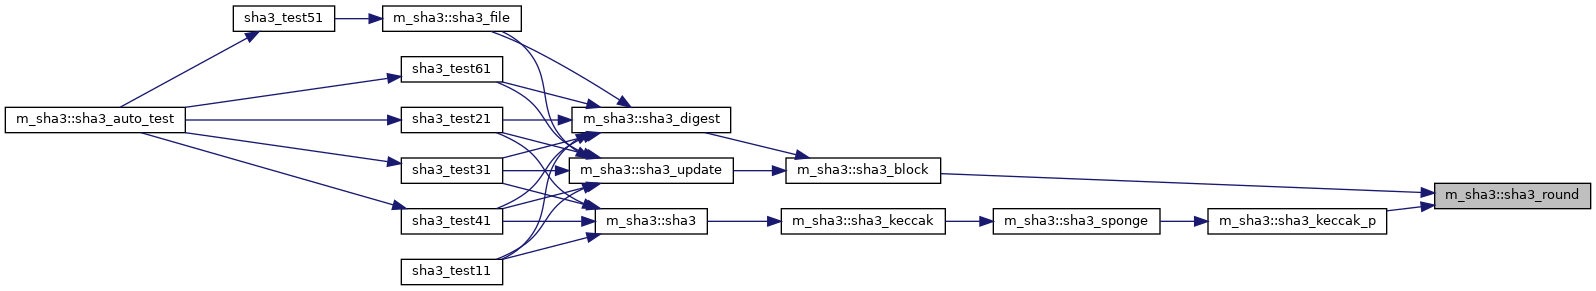 sha3_test51
m_sha3::sha3_file
sha3_test61
m_sha3::sha3_auto_test
sha3_test21
m_sha3::sha3_digest
sha3_test31
m_sha3::sha3_update
m_sha3::sha3_block
m_sha3::sha3_round
sha3_test41
m_sha3::sha3
m_sha3::sha3_keccak
m_sha3::sha3_sponge
m_sha3::sha3_keccak_p
sha3_test11